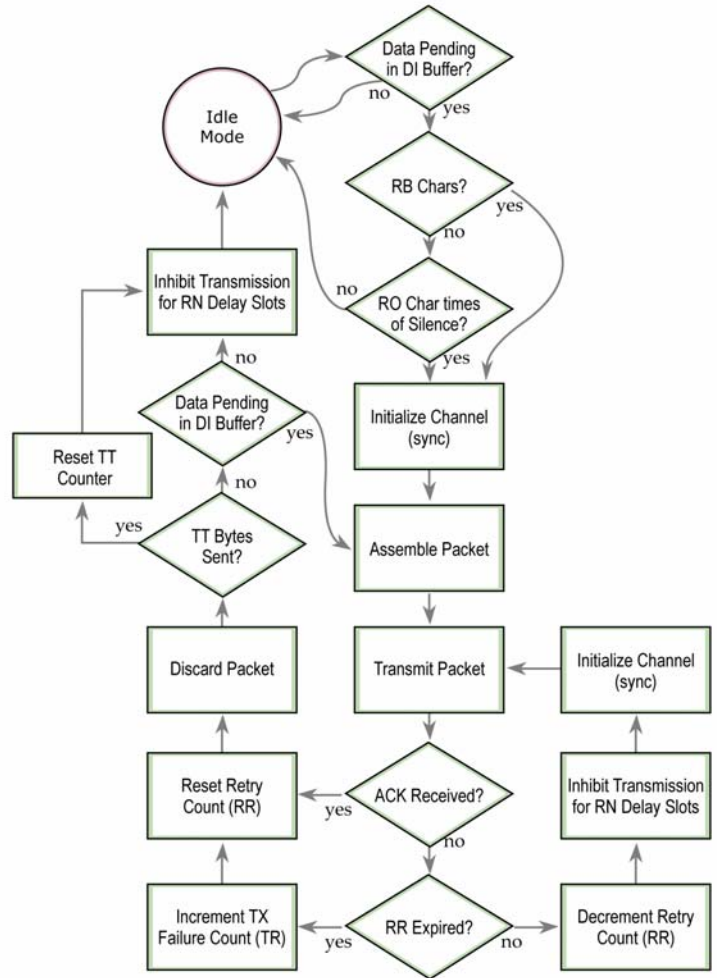 Data Pending
in DI Buffer?
no
yes
Idle
Mode
RB Chars?
yes
no
Inhibit Transmission
for RN Delay Slots
no
RO Char times
of Silence?
yes
no
Data Pending
in DI Buffer?
yes
Initialize Channel
(sync)
Reset TT
Counter
no
yes
TT Bytes
Sent?
Assemble Packet
Discard Packet
Transmit Packet
Initialize Channel
(sync)
Reset Retry
Count (RR)
yes
ACK Received?
no
Inhibit Transmission
for RN Delay Slots
Increment TX
Failure Count (TR)
yes
RR Expired?
no
Decrement Retry
Count (RR)